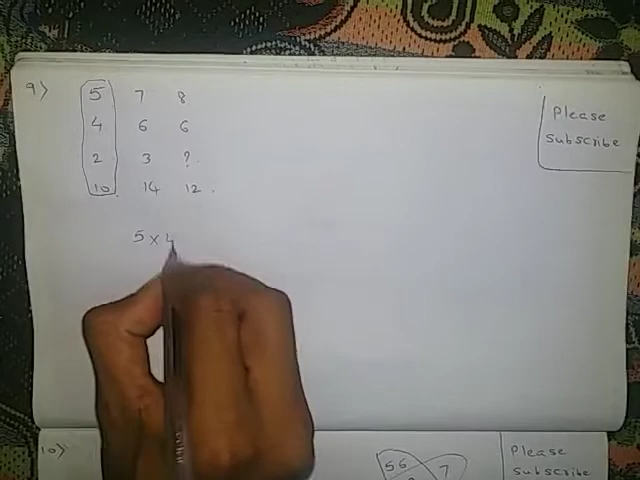 9) 5 7 8
4 6 6
2 3 ?.
10. 14 12.
Please
Subscribe
5 x 4
10)
56 7
Please
Subscribe